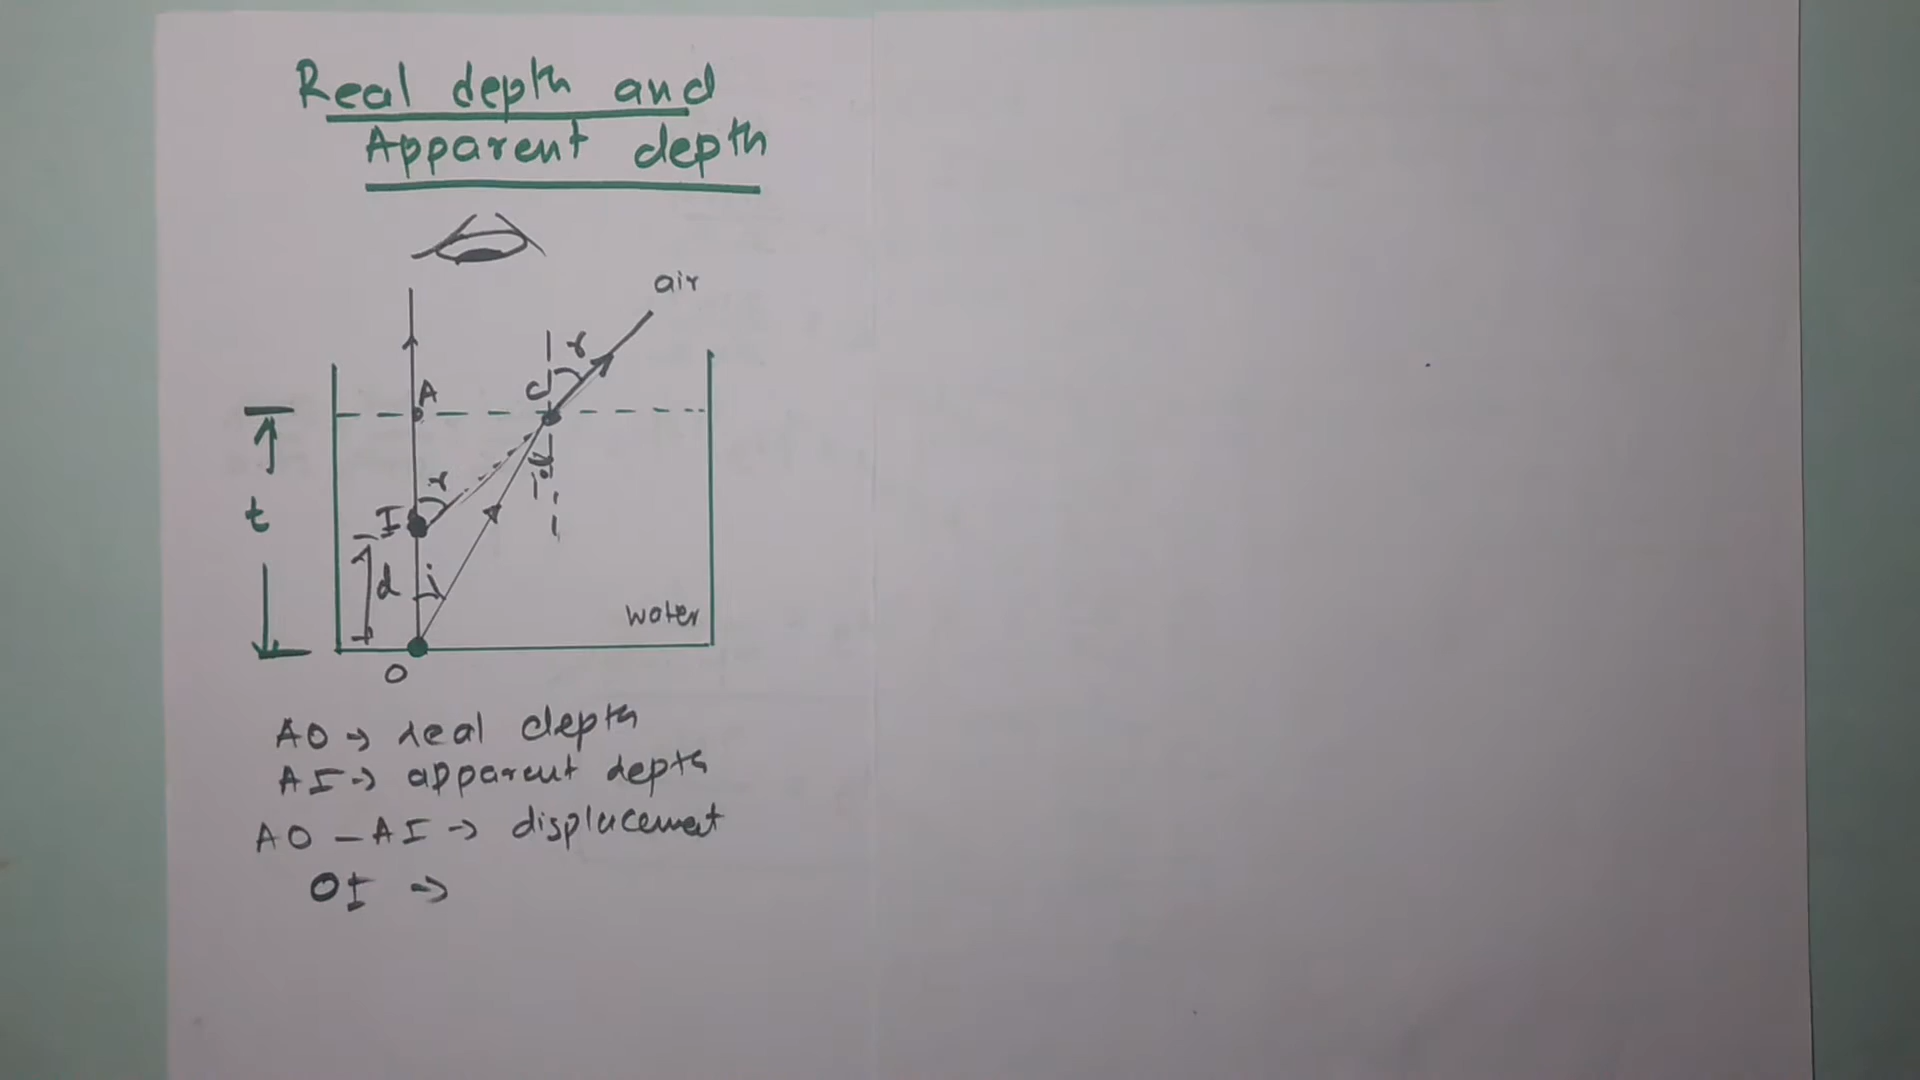 Real depth and
Apparent depth
air
r
A
C
t
r
I
i
d
i
water
O
AO → real depth
AI → apparent depth
AO - AI → displacement
OI →